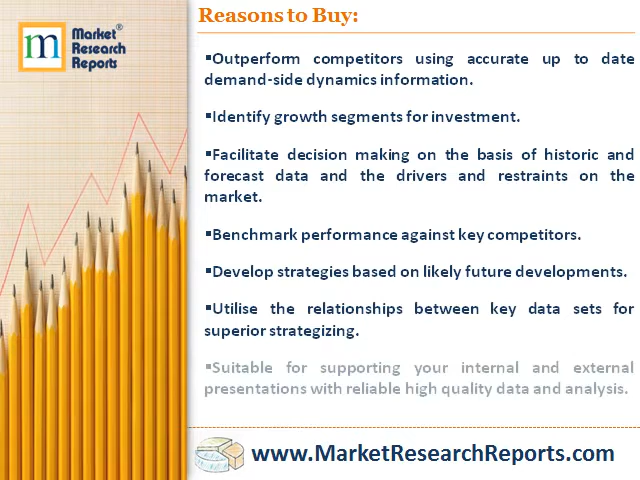 m
Market®
Research
Reports
Reasons to Buy:
▪Outperform competitors using accurate up to date
demand-side dynamics information.
▪Identify growth segments for investment.
▪Facilitate decision making on the basis of historic and
forecast data and the drivers and restraints on the
market.
▪Benchmark performance against key competitors.
▪Develop strategies based on likely future developments.
▪Utilise the relationships between key data sets for
superior strategizing.
▪Suitable for supporting your internal and external
presentations with reliable high quality data and analysis.
www.MarketResearchReports.com